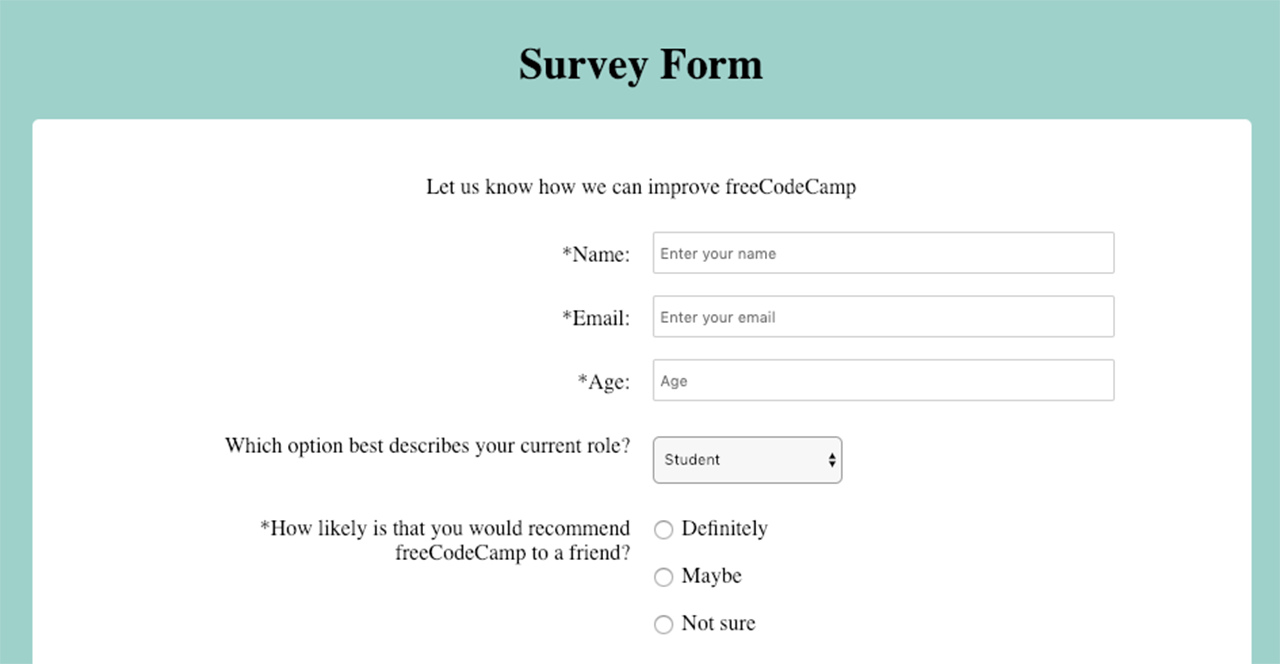 Survey Form
Let us know how we can improve freeCodeCamp
*Name:
Enter your name
*Email:
Enter your email
*Age:
Age
Which option best describes your current role?
Student
*How likely is that you would recommend
freeCodeCamp to a friend?
Definitely
Maybe
Not sure